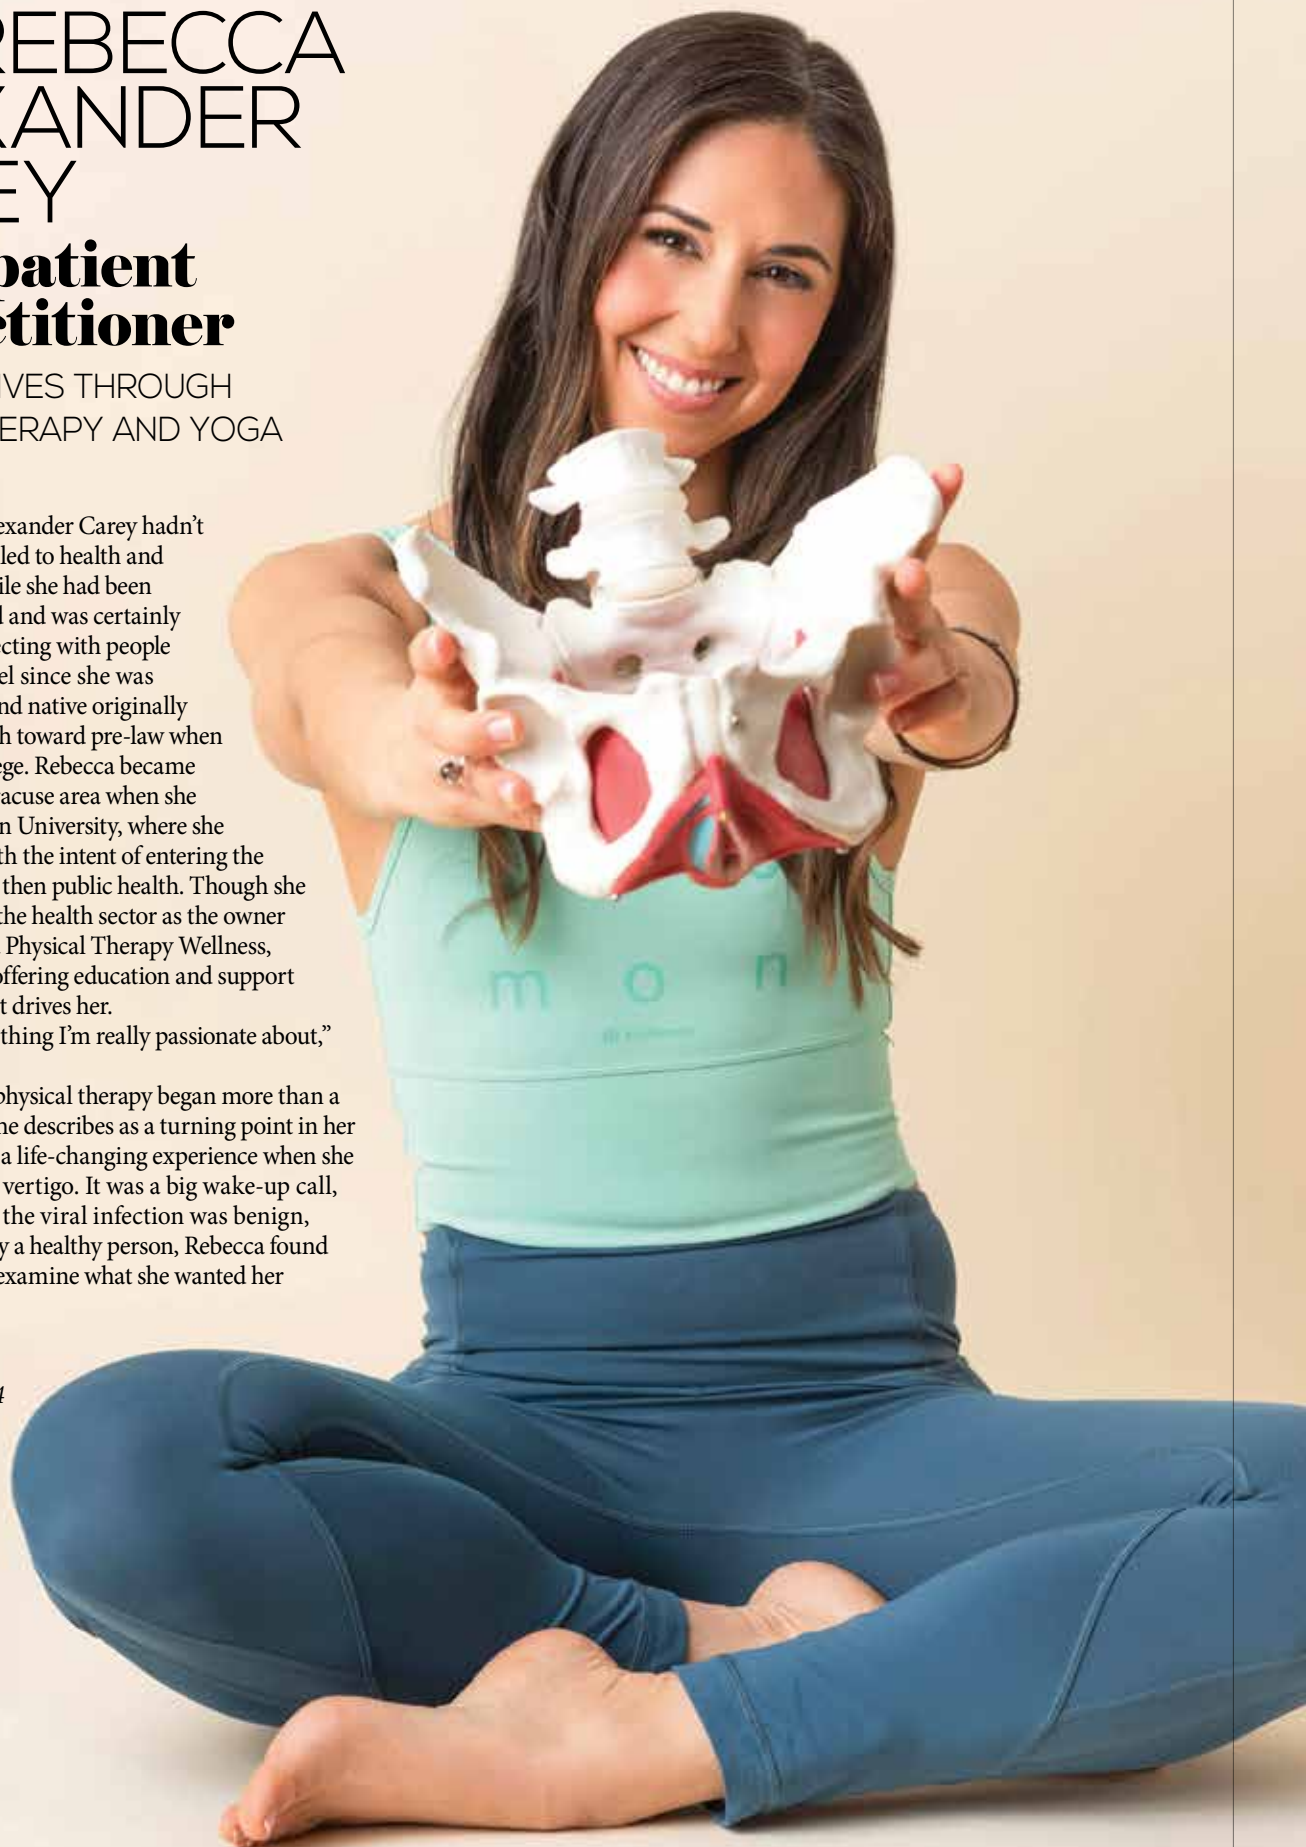 REBECCA
XANDER
EY
patient
ctitioner
IVES THROUGH
ERAPY AND YOGA
exander Carey hadn’t
led to health and
ile she had been
d and was certainly
ecting with people
el since she was
nd native originally
h toward pre-law when
ege. Rebecca became
racuse area when she
n University, where she
th the intent of entering the
then public health. Though she
the health sector as the owner
Physical Therapy Wellness,
offering education and support
t drives her.
thing I’m really passionate about,”
physical therapy began more than a
he describes as a turning point in her
a life-changing experience when she
vertigo. It was a big wake-up call,
the viral infection was benign,
y a healthy person, Rebecca found
examine what she wanted her
4
m o n